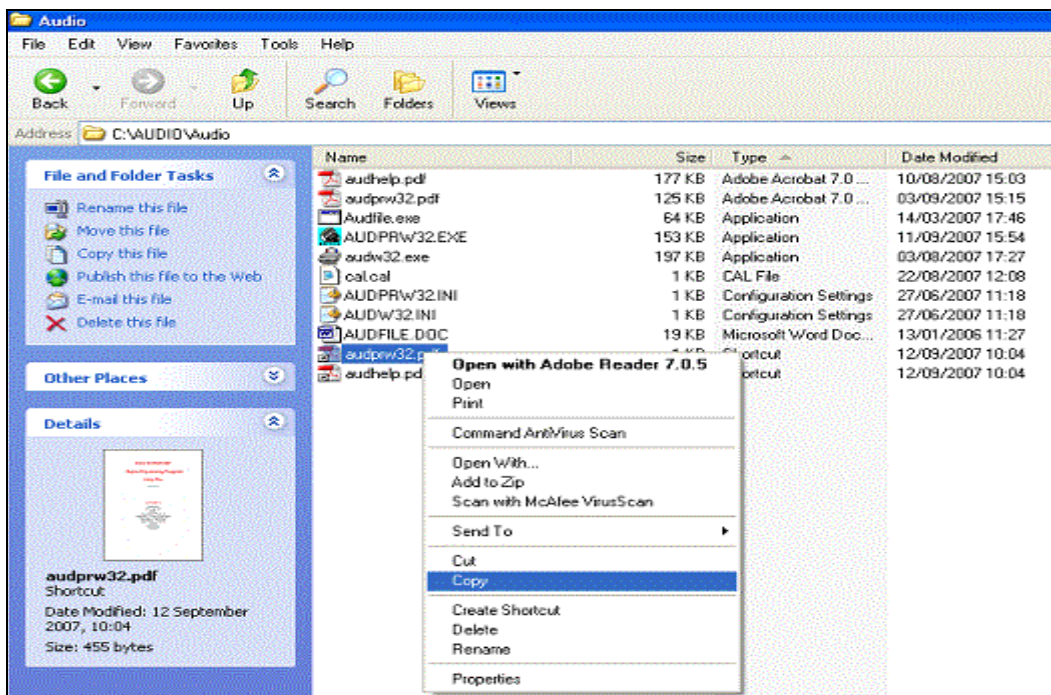 Audio
File Edit View Favorites Tools Help
Back Forward Up Search Folders Views
Address C:\AUDIO\Audio
File and Folder Tasks
Rename this file
Move this file
Copy this file
Publish this file to the Web
E-mail this file
Delete this file
Other Places
Details
audprw32.pdf
Shortcut
Date Modified: 12 September
2007, 10:04
Size: 455 bytes
Name Size Type Date Modified
audhelp.pdf 177 KB Adobe Acrobat 7.0 ... 10/08/2007 15:03
audprw32.pdf 125 KB Adobe Acrobat 7.0 ... 03/09/2007 15:15
Audfile.exe 64 KB Application 14/03/2007 17:46
AUDPRW32.EXE 153 KB Application 11/09/2007 15:54
audw32.exe 197 KB Application 03/08/2007 17:27
cal.cal 1 KB CAL File 22/08/2007 12:08
AUDPRW32.INI 1 KB Configuration Settings 27/06/2007 11:18
AUDW32.INI 1 KB Configuration Settings 27/06/2007 11:18
AUDFILE.DOC 19 KB Microsoft Word Doc... 13/01/2006 11:27
audprw32.p 12/09/2007 10:04
audhelp.pd ortcut 12/09/2007 10:04
Open with Adobe Reader 7.0.5
Open
Print
Command AntiVirus Scan
Open With...
Add to Zip
Scan with McAfee VirusScan
Send To
Cut
Copy
Create Shortcut
Delete
Rename
Properties